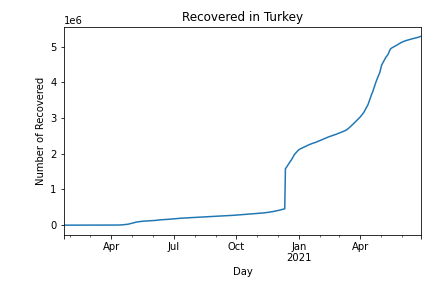 Recovered in Turkey
1e6
5
4
3
2
1
0
Number of Recovered
Apr
Jul
Oct
Jan
2021
Apr
Day